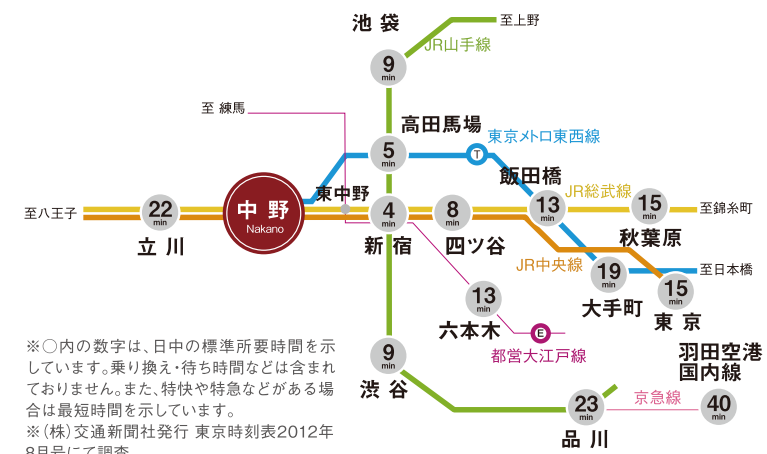 池袋
9
min
至上野
JR山手線
至 練馬
高田馬場
5
min
東京メトロ東西線
T
飯田橋
13
min
JR総武線
15
min
秋葉原
至錦糸町
東中野
至八王子
22
min
立川
中野
Nakano
4
min
新宿
8
min
四ツ谷
JR中央線
19
min
大手町
至日本橋
15
min
東京
13
min
六本木
E
都営大江戸線
9
min
渋谷
23
min
品川
京急線
羽田空港
国内線
40
min
※○内の数字は、日中の標準所要時間を示
しています。乗り換え・待ち時間などは含まれ
ておりません。また、特快や特急などがある場
合は最短時間を示しています。
※(株)交通新聞社発行 東京時刻表2012年
8月号にて調査